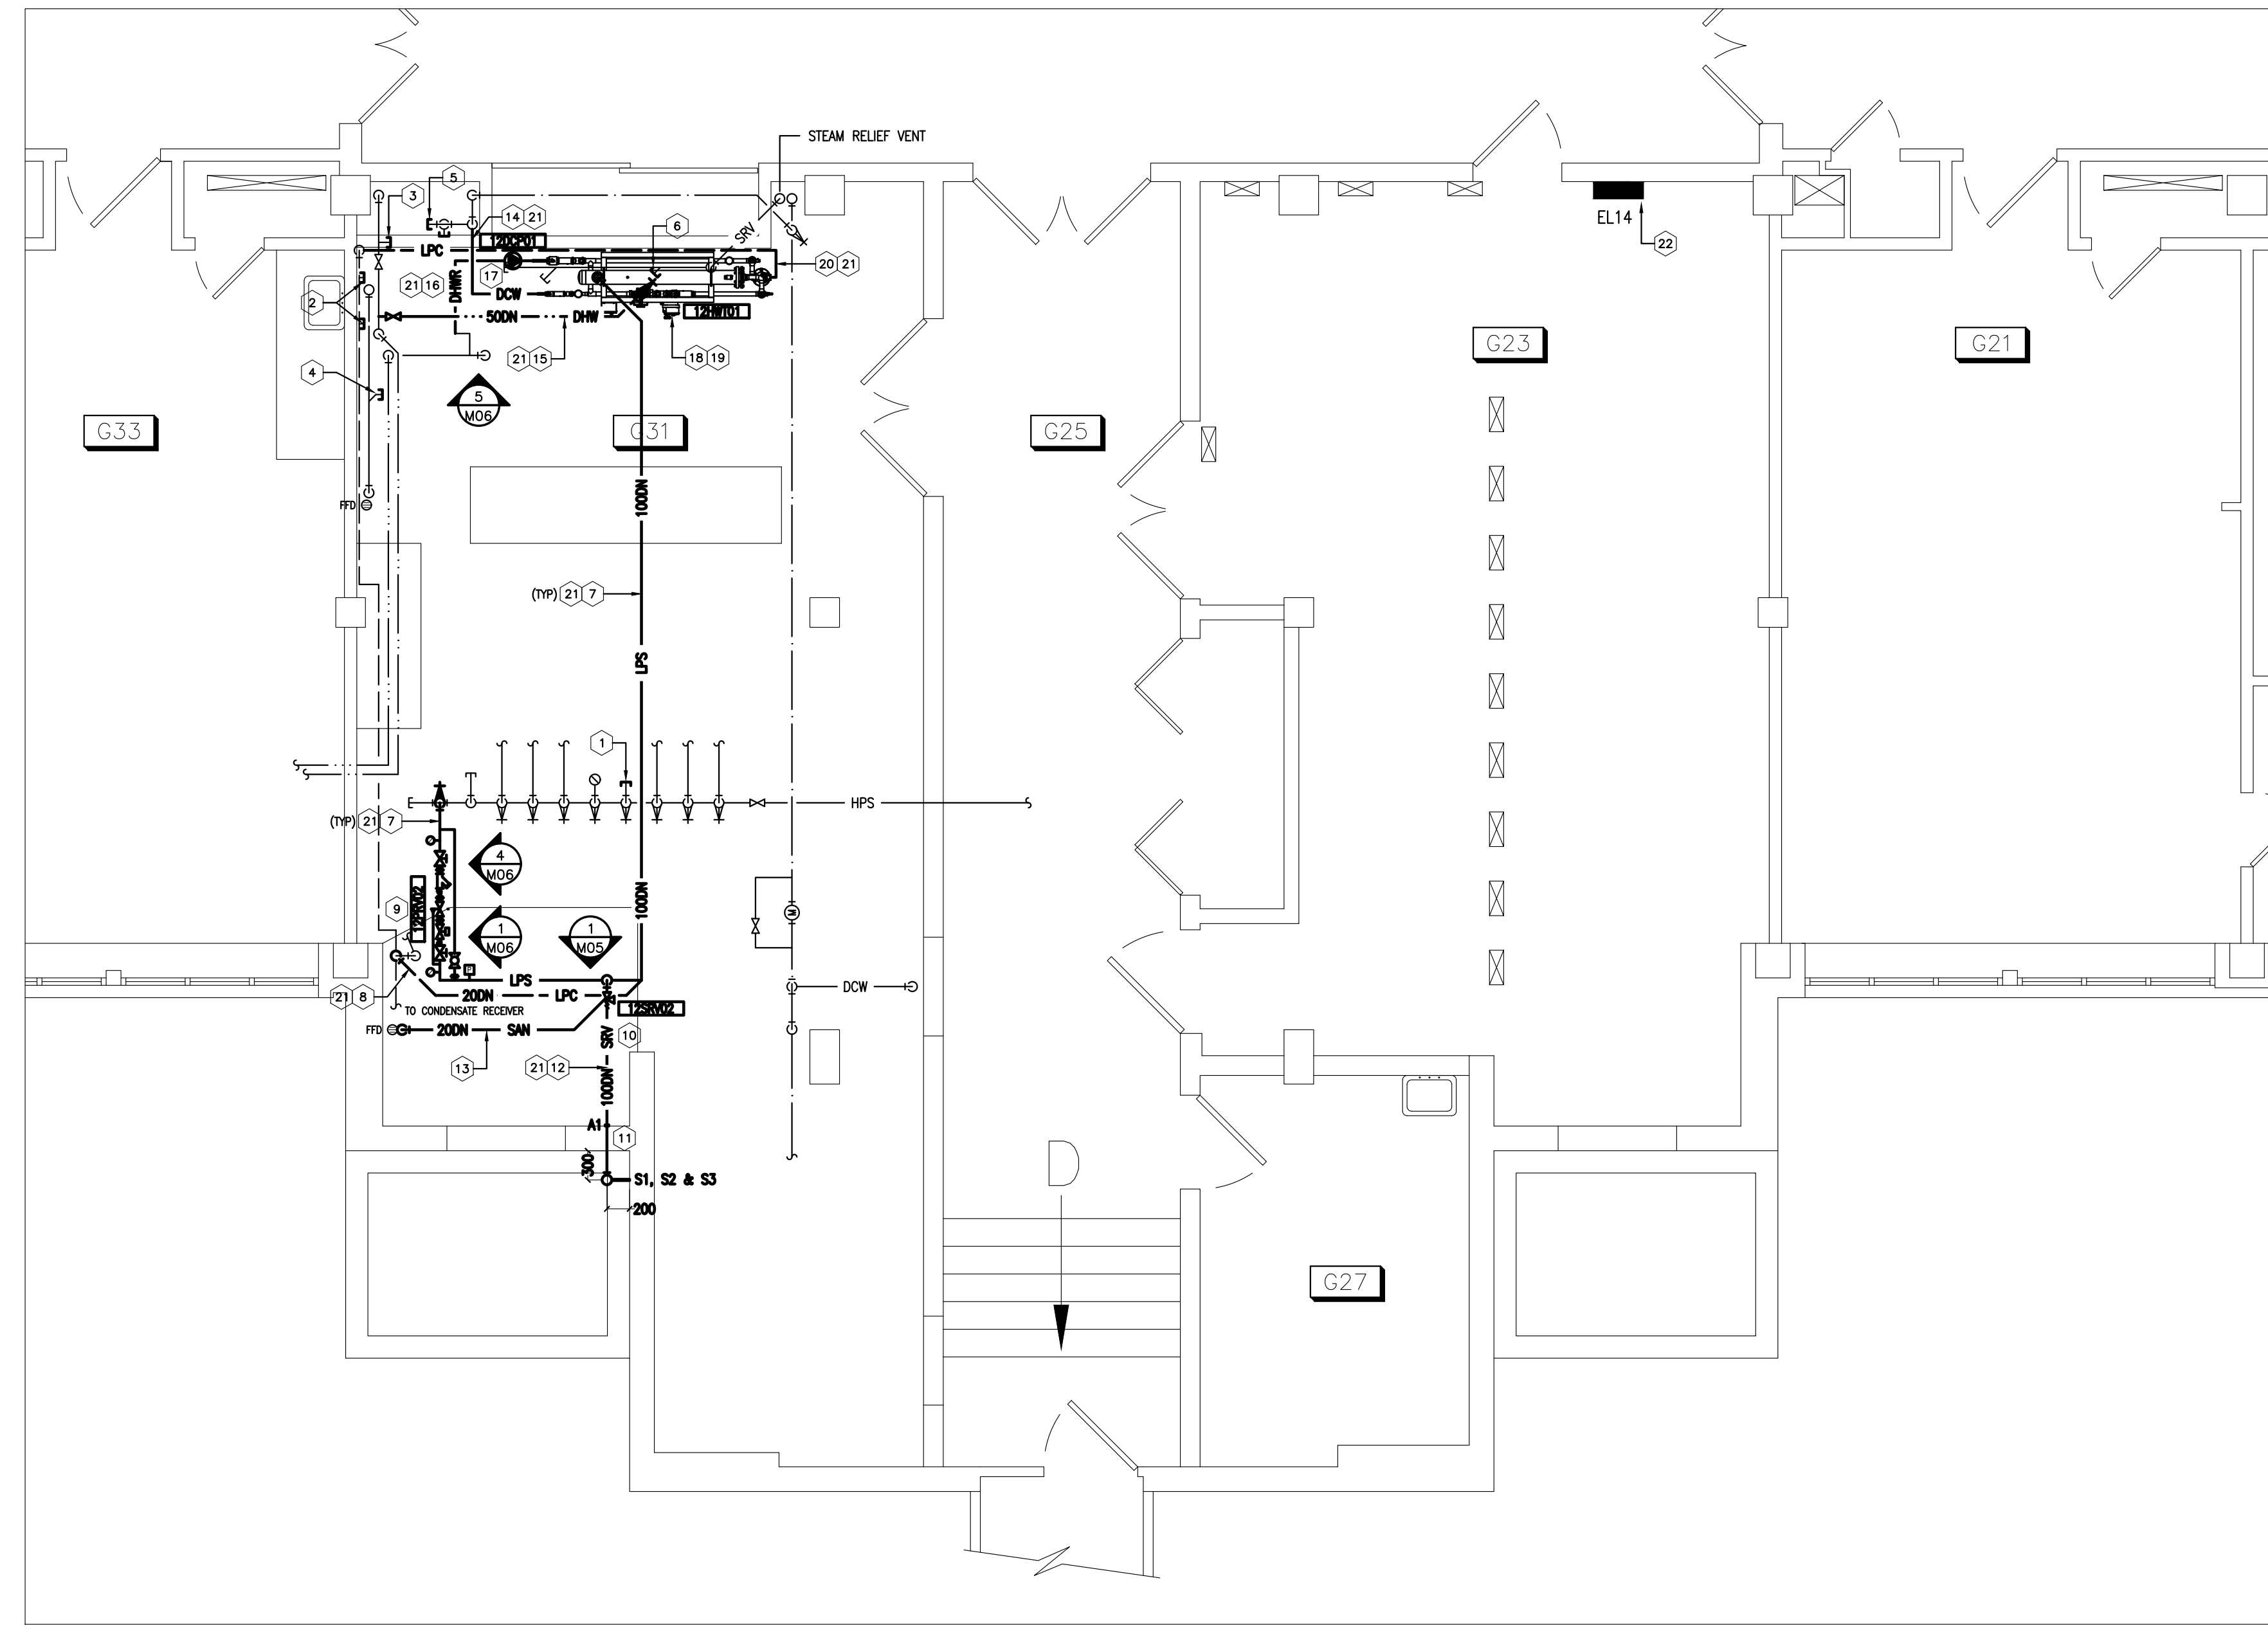 STEAM RELIEF VENT
5
3
14 21
6
SRV
12DCP01
EL14
22
LPC
17
20 21
21 16
DHWR
DCW
2
12HWT01
50DN
DHW
G23
G21
21 15
18 19
4
5
M06
G33
G31
G25
100DN
FFD
(TYP) 21 7
LPS
1
E
HPS
(TYP) 21 7
4
M06
9
12PRV02
100DN
M
1
M06
1
M05
P
LPS
DCW
21 8
20DN
LPC
TO CONDENSATE RECEIVER
12SRV02
FFD
20DN
SAN
SRV
10
13
21 12
100DN
A1
11
300
S1, S2 & S3
200
D
G27